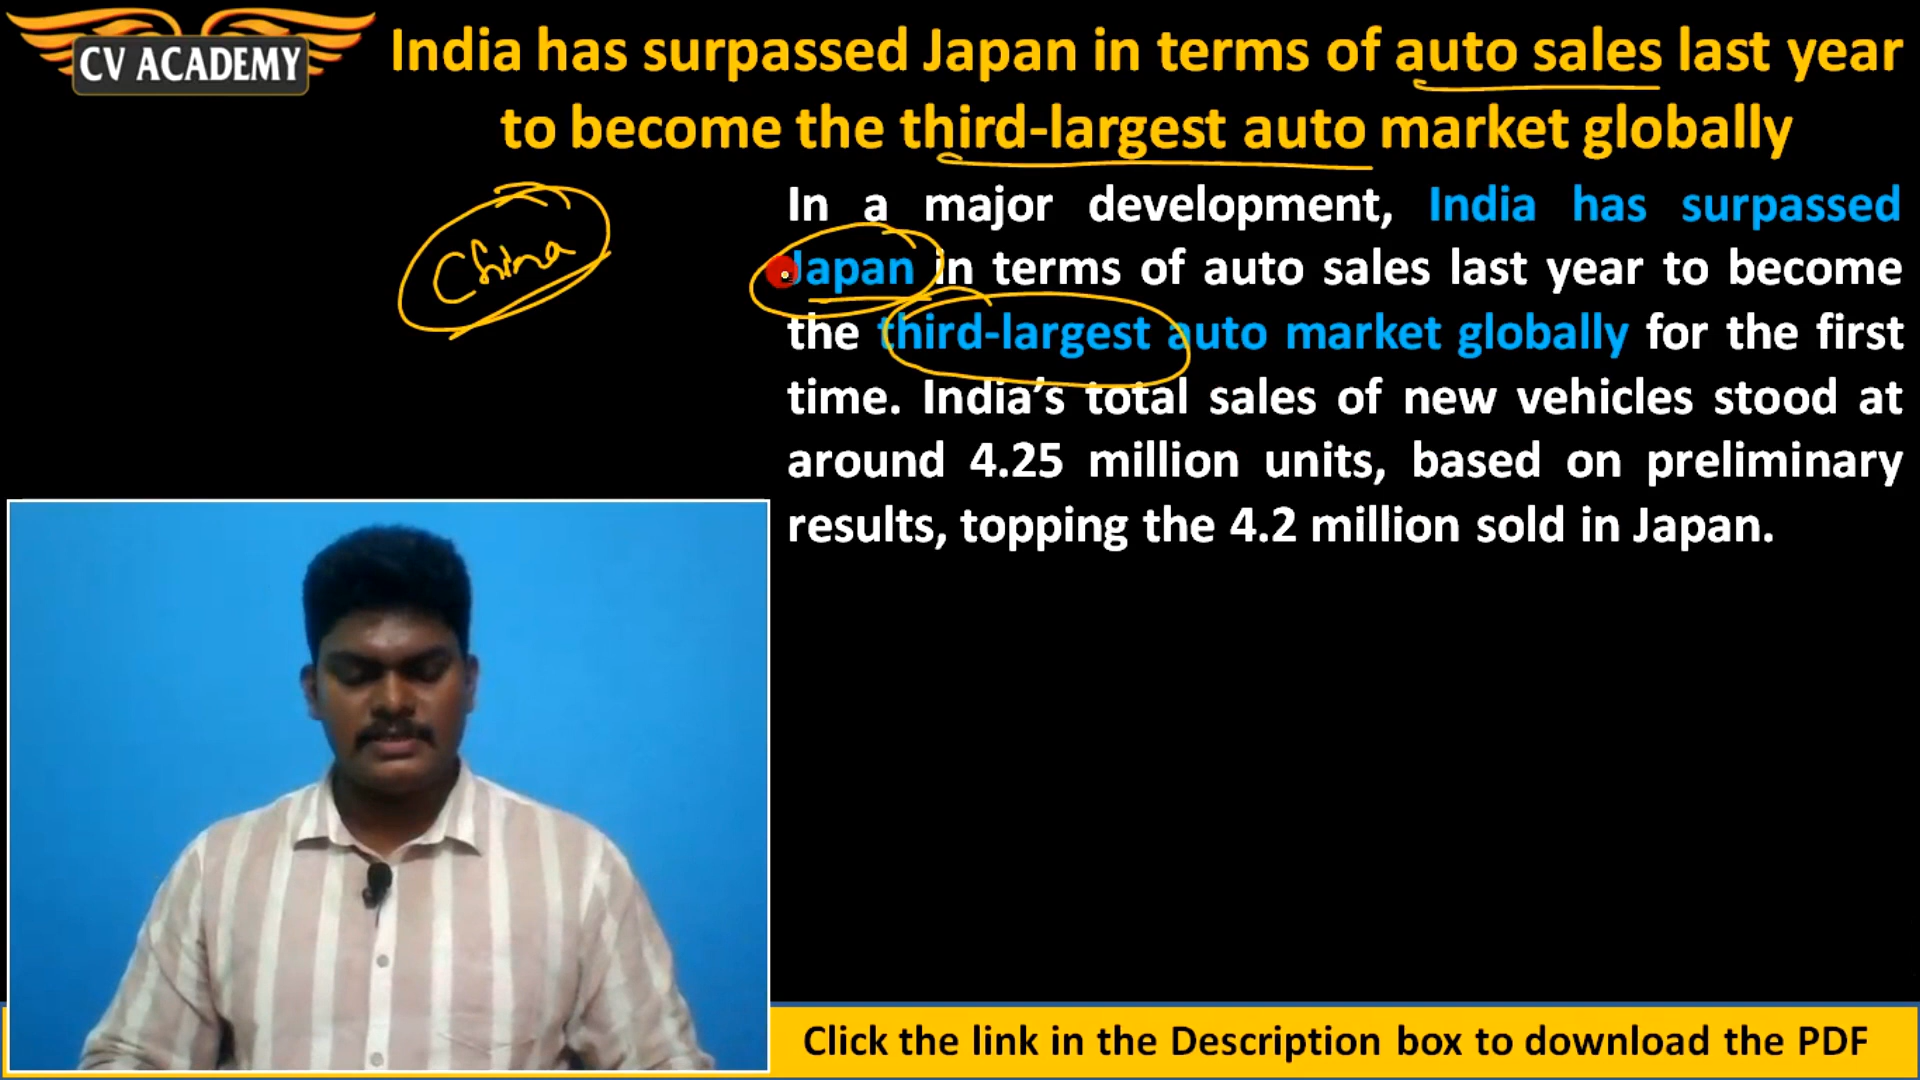 CV ACADEMY
India has surpassed Japan in terms of auto sales last year
to become the third-largest auto market globally
China
In a major development, India has surpassed
Japan in terms of auto sales last year to become
the third-largest auto market globally for the first
time. India’s total sales of new vehicles stood at
around 4.25 million units, based on preliminary
results, topping the 4.2 million sold in Japan.
Click the link in the Description box to download the PDF